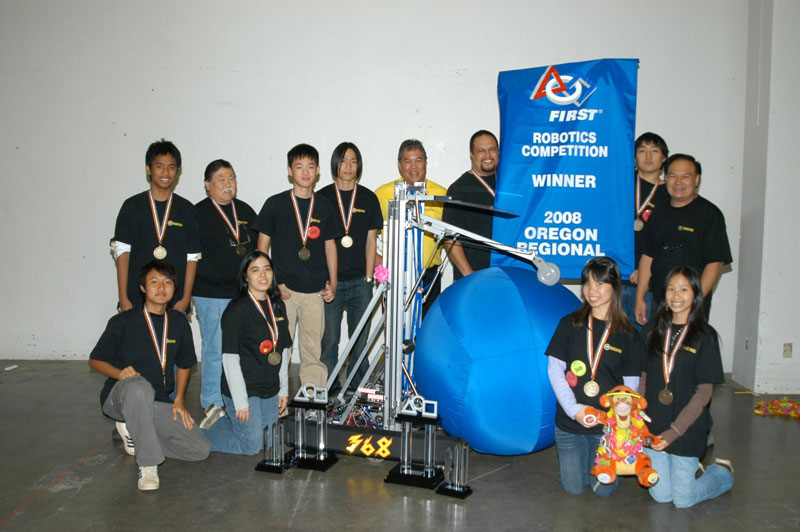 FIRST®
ROBOTICS
COMPETITION
WINNER
2008
OREGON
REGIONAL
368